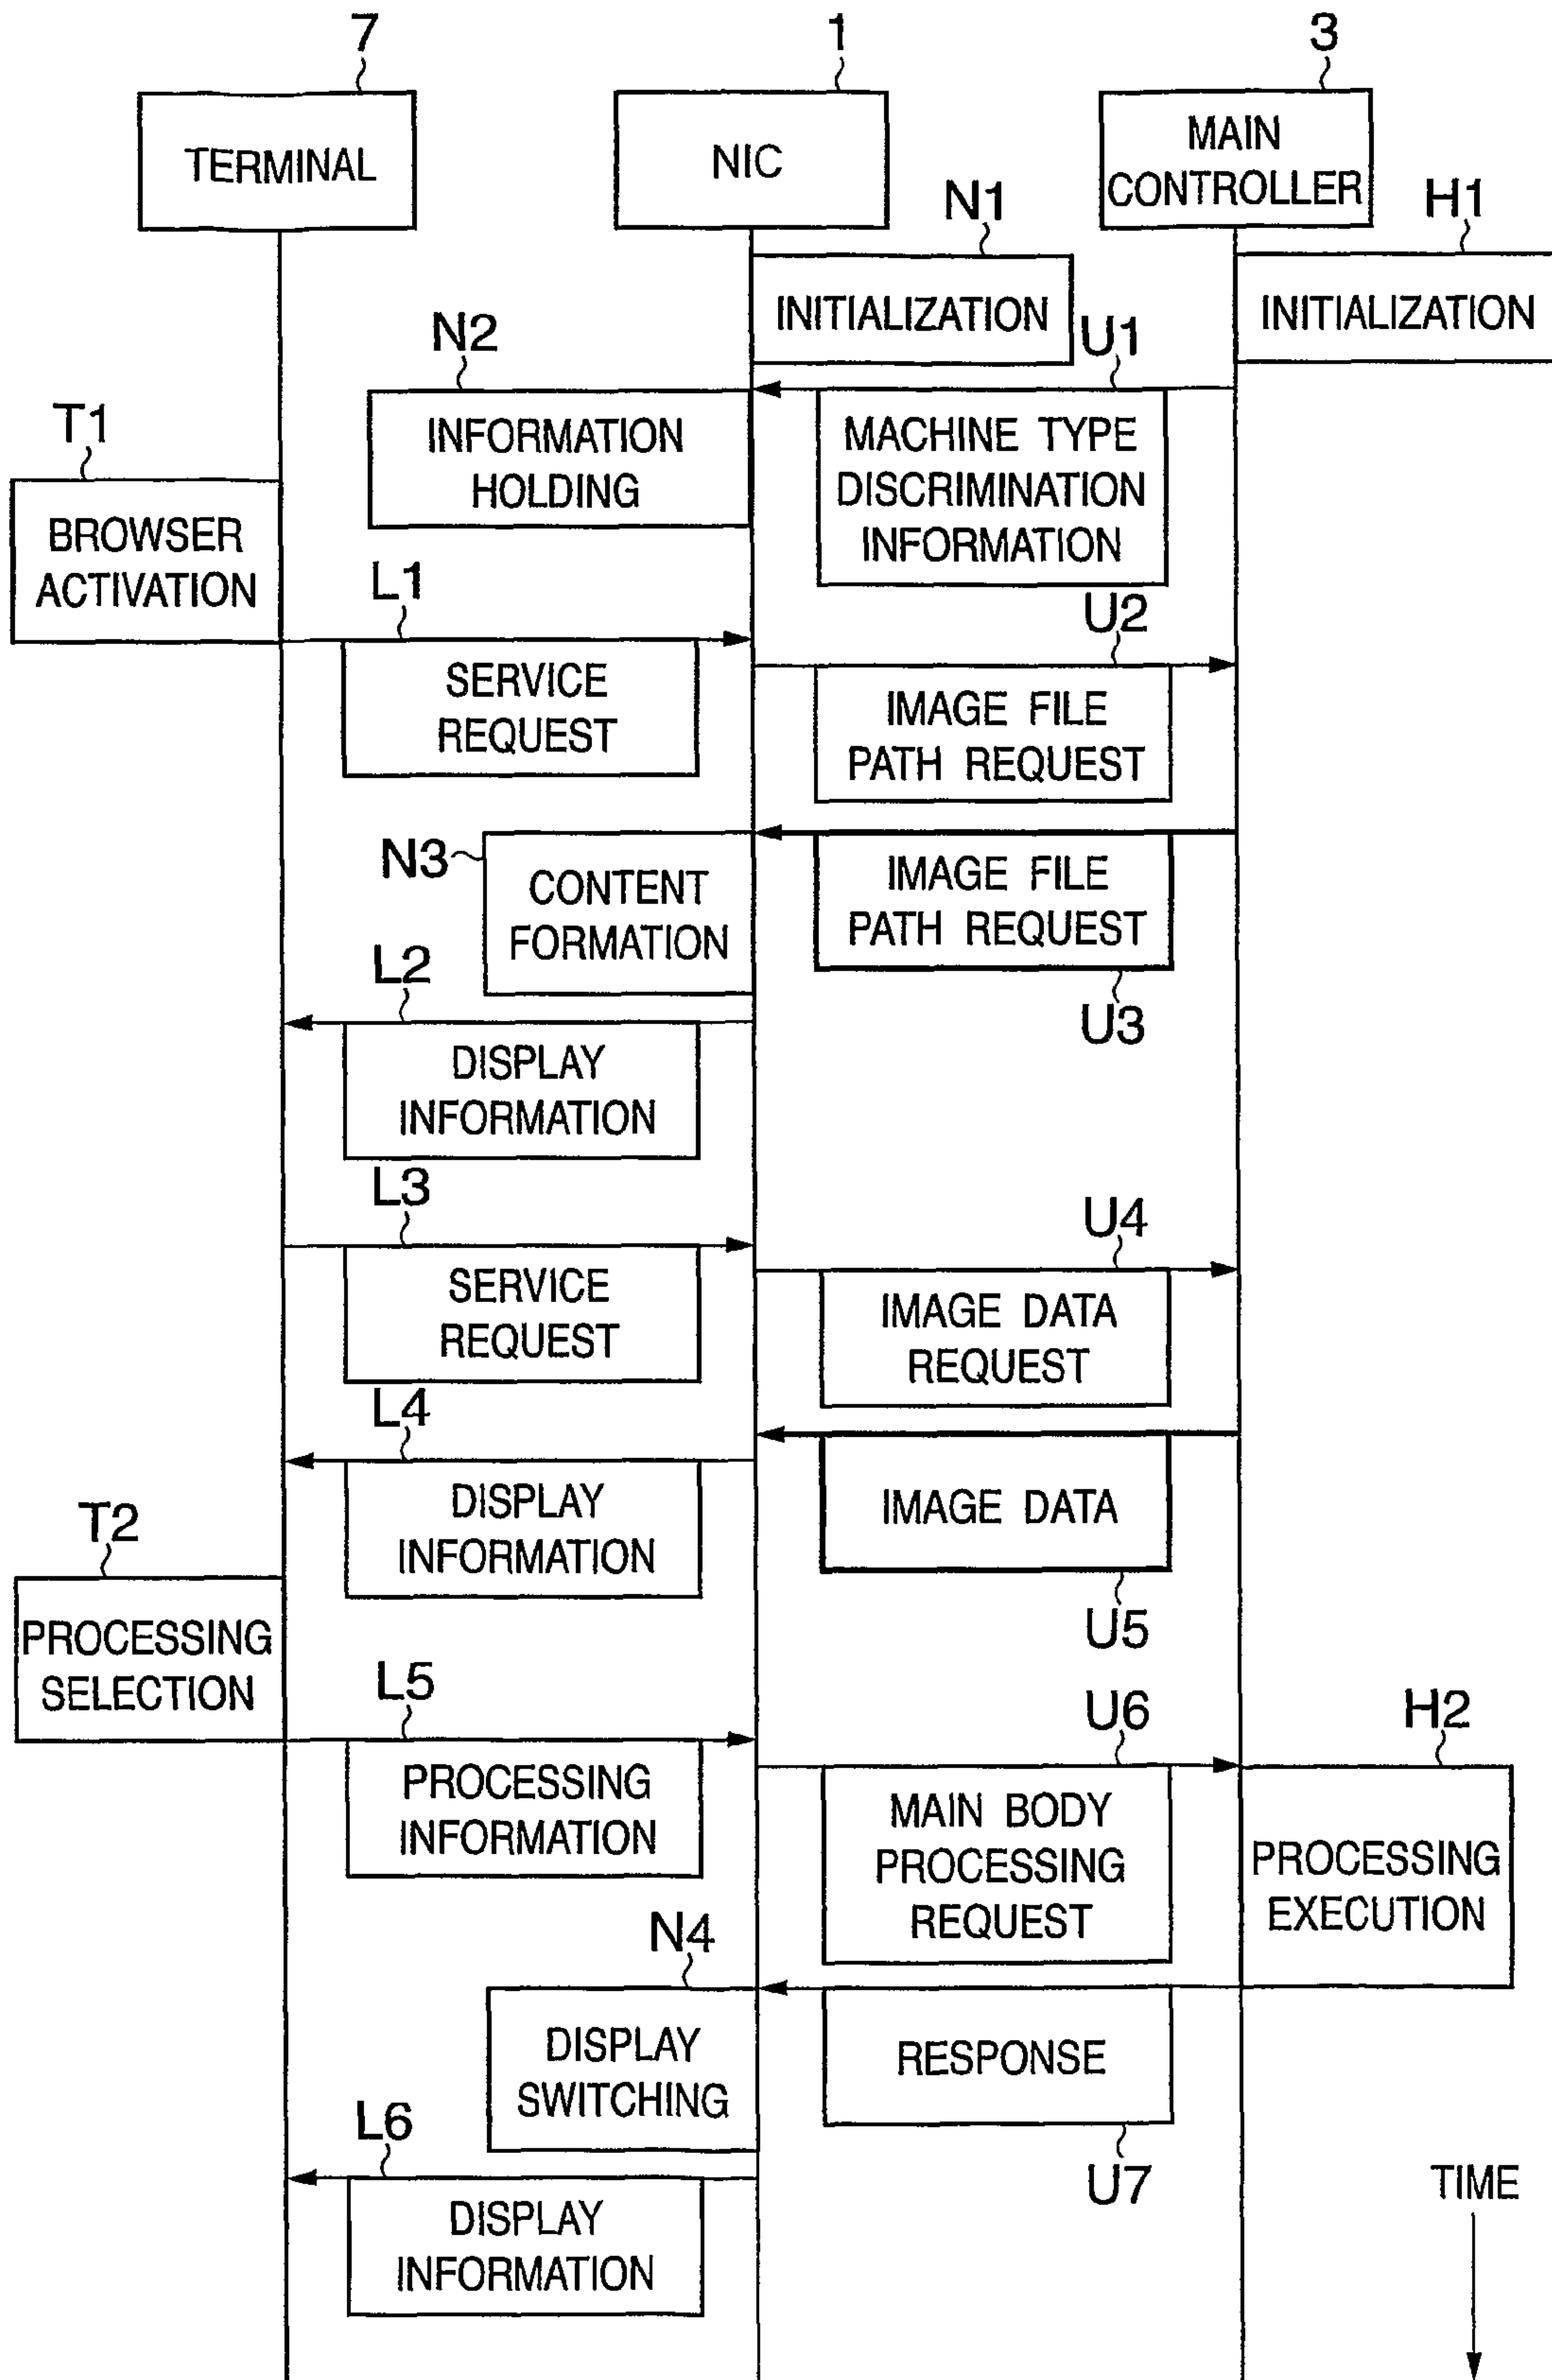 7
1
3
TERMINAL
NIC
MAIN
CONTROLLER
N1
H1
INITIALIZATION
INITIALIZATION
N2
U1
INFORMATION
HOLDING
MACHINE TYPE
DISCRIMINATION
INFORMATION
T1
BROWSER
ACTIVATION
L1
U2
SERVICE
REQUEST
IMAGE FILE
PATH REQUEST
N3
CONTENT
FORMATION
IMAGE FILE
PATH REQUEST
U3
L2
DISPLAY
INFORMATION
L3
U4
SERVICE
REQUEST
IMAGE DATA
REQUEST
L4
DISPLAY
INFORMATION
IMAGE DATA
U5
T2
PROCESSING
SELECTION
L5
U6
H2
PROCESSING
INFORMATION
MAIN BODY
PROCESSING
REQUEST
PROCESSING
EXECUTION
N4
DISPLAY
SWITCHING
RESPONSE
U7
L6
DISPLAY
INFORMATION
TIME